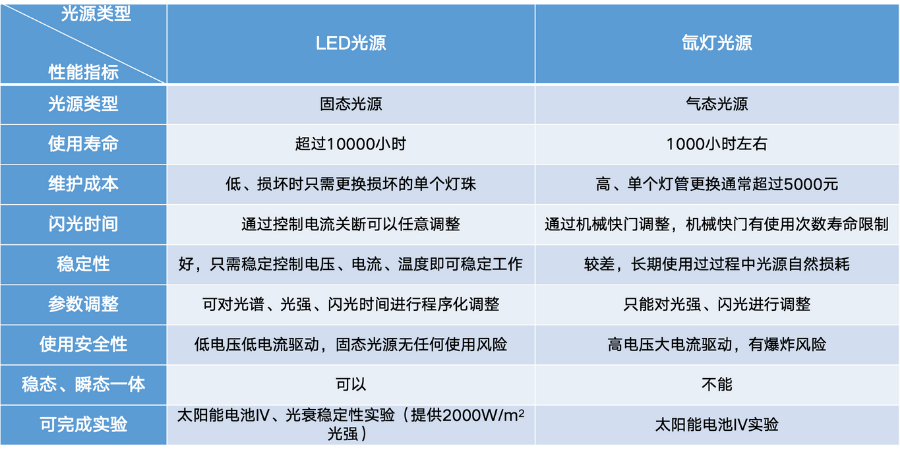 光源类型
性能指标
LED光源
氙灯光源
光源类型
固态光源
气态光源
使用寿命
超过10000小时
1000小时左右
维护成本
低、损坏时只需更换损坏的单个灯珠
高、单个灯管更换通常超过5000元
闪光时间
通过控制电流关断可以任意调整
通过机械快门调整，机械快门有使用次数寿命限制
稳定性
好，只需稳定控制电压、电流、温度即可稳定工作
较差，长期使用过过程中光源自然损耗
参数调整
可对光谱、光强、闪光时间进行程序化调整
只能对光强、闪光进行调整
使用安全性
低电压低电流驱动，固态光源无任何使用风险
高电压大电流驱动，有爆炸风险
稳态、瞬态一体
可以
不能
可完成实验
太阳能电池IV、光衰稳定性实验（提供2000W/m²
光强）
太阳能电池IV实验